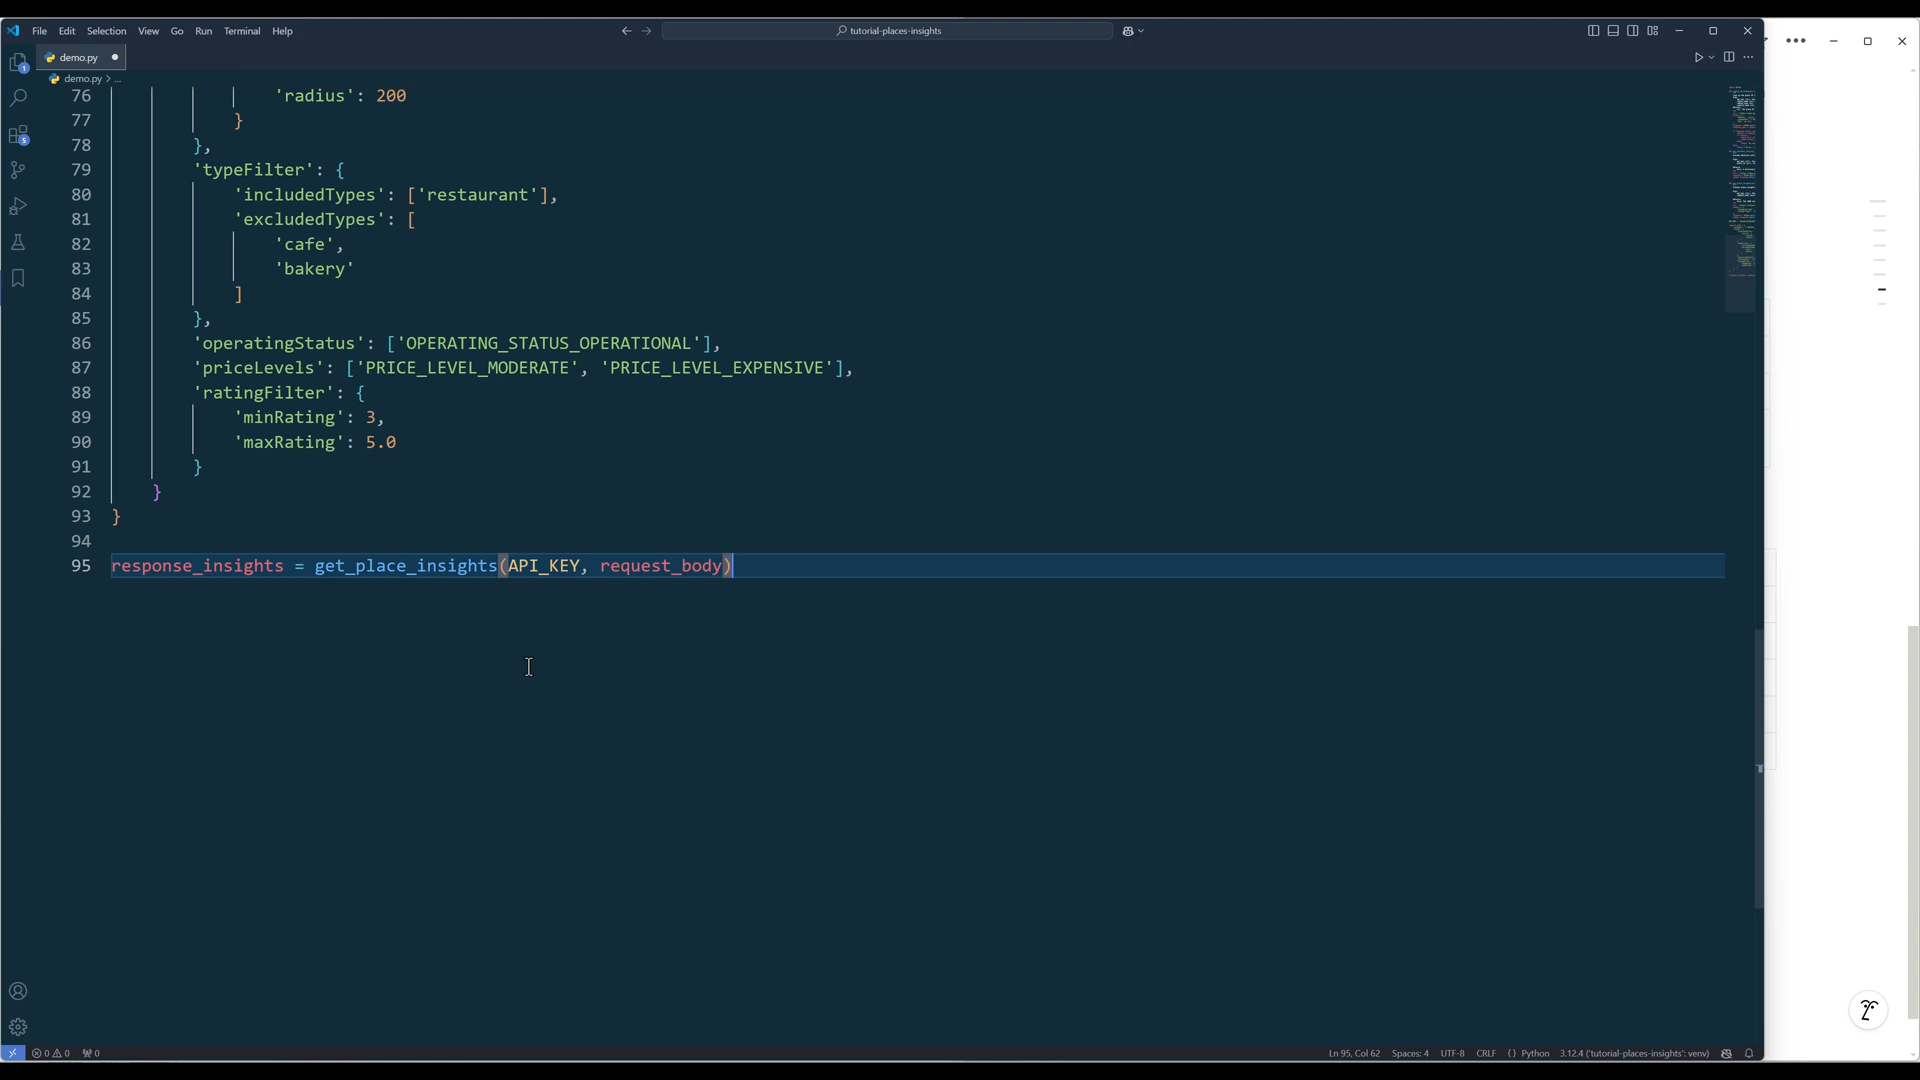 File Edit Selection View Go Run Terminal Help
tutorial-places-insights
demo.py
demo.py > ...
76 'radius': 200
77 }
78 },
79 'typeFilter': {
80 'includedTypes': ['restaurant'],
81 'excludedTypes': [
82 'cafe',
83 'bakery'
84 ]
85 },
86 'operatingStatus': ['OPERATING_STATUS_OPERATIONAL'],
87 'priceLevels': ['PRICE_LEVEL_MODERATE', 'PRICE_LEVEL_EXPENSIVE'],
88 'ratingFilter': {
89 'minRating': 3,
90 'maxRating': 5.0
91 }
92 }
93 }
94
95 response_insights = get_place_insights(API_KEY, request_body)
0 0 0 Ln 95, Col 62 Spaces: 4 UTF-8 CRLF {} Python 3.12.4 ('tutorial-places-insights': venv)